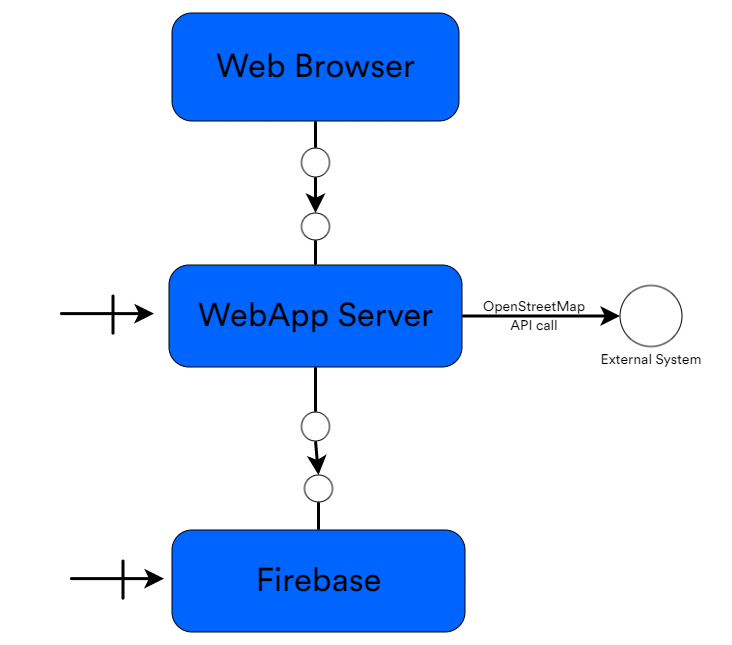 Web Browser
WebApp Server
OpenStreetMap
API call
External System
Firebase